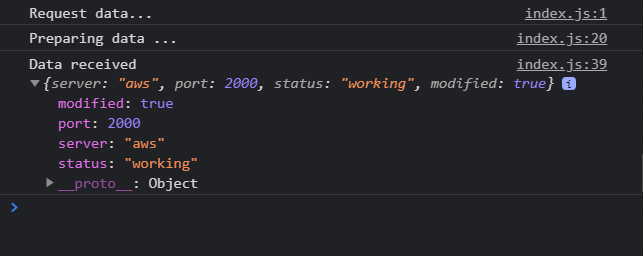 Request data... index.js:1
Preparing data ... index.js:20
Data received index.js:39
{server: "aws", port: 2000, status: "working", modified: true} i
modified: true
port: 2000
server: "aws"
status: "working"
__proto__: Object